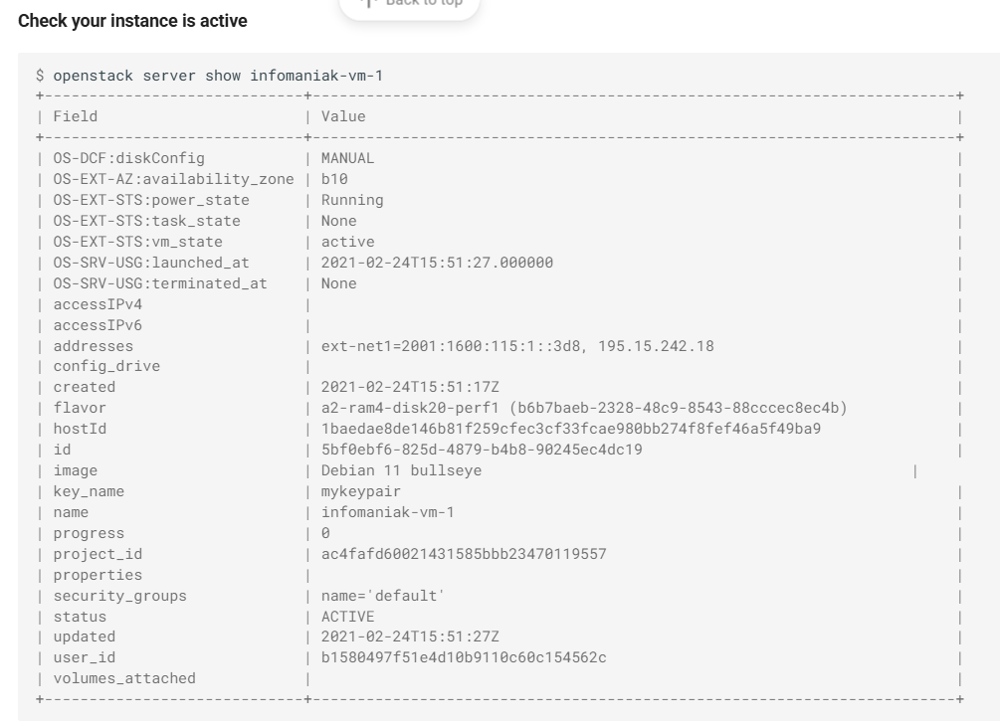 Back to top
Check your instance is active
$ openstack server show infomaniak-vm-1
+-----------------------------+------------------------------------------------------------------------+
| Field                       | Value                                                                  |
+-----------------------------+------------------------------------------------------------------------+
| OS-DCF:diskConfig           | MANUAL                                                                 |
| OS-EXT-AZ:availability_zone | b10                                                                    |
| OS-EXT-STS:power_state      | Running                                                                |
| OS-EXT-STS:task_state       | None                                                                   |
| OS-EXT-STS:vm_state         | active                                                                 |
| OS-SRV-USG:launched_at      | 2021-02-24T15:51:27.000000                                             |
| OS-SRV-USG:terminated_at    | None                                                                   |
| accessIPv4                  |                                                                        |
| accessIPv6                  |                                                                        |
| addresses                   | ext-net1=2001:1600:115:1::3d8, 195.15.242.18                           |
| config_drive                |                                                                        |
| created                     | 2021-02-24T15:51:17Z                                                   |
| flavor                      | a2-ram4-disk20-perf1 (b6b7baeb-2328-48c9-8543-88cccec8ec4b)            |
| hostId                      | 1baedae8de146b81f259cfec3cf33fcae980bb274f8fef46a5f49ba9               |
| id                          | 5bf0ebf6-825d-4879-b4b8-90245ec4dc19                                   |
| image                       | Debian 11 bullseye                                                |
| key_name                    | mykeypair                                                              |
| name                        | infomaniak-vm-1                                                        |
| progress                    | 0                                                                      |
| project_id                  | ac4fafd60021431585bbb23470119557                                       |
| properties                  |                                                                        |
| security_groups             | name='default'                                                         |
| status                      | ACTIVE                                                                 |
| updated                     | 2021-02-24T15:51:27Z                                                   |
| user_id                     | b1580497f51e4d10b9110c60c154562c                                       |
| volumes_attached            |                                                                        |
+-----------------------------+------------------------------------------------------------------------+